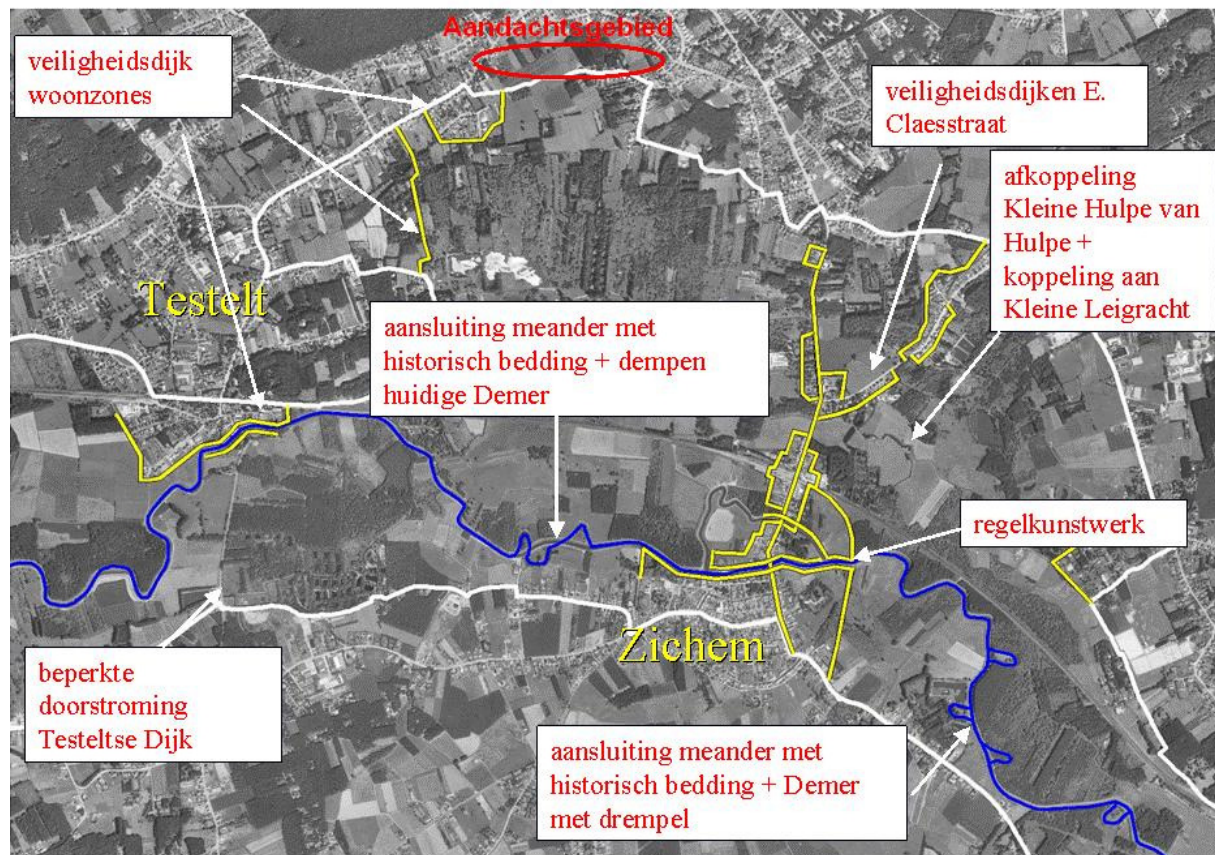 Aandachtsgebied
veiligheidsdijk
woonzones
veiligheidsdijken E.
Claesstraat
afkoppeling
Kleine Hulpe van
Hulpe +
koppeling aan
Kleine Leigracht
Testelt
aansluiting meander met
historisch bedding + dempen
huidige Demer
regelkunstwerk
Zichem
beperkte
doorstroming
Testeltse Dijk
aansluiting meander met
historisch bedding + Demer
met drempel